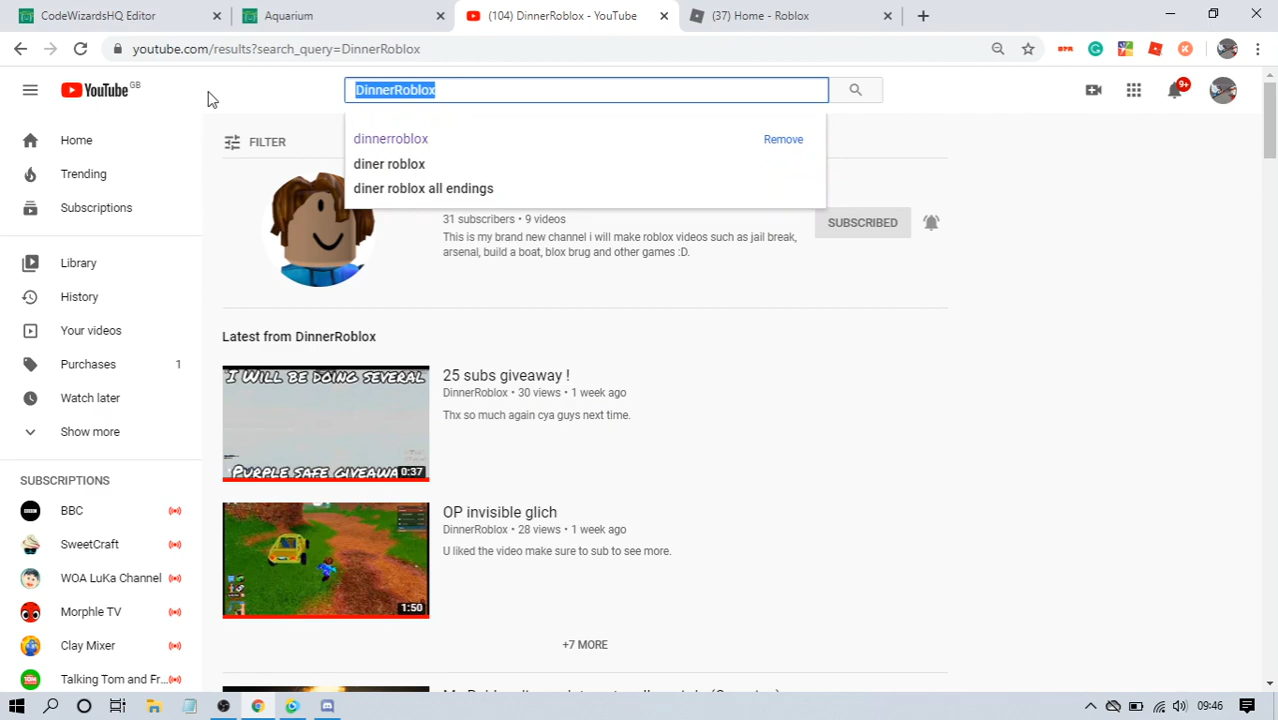 CodeWizardsHQ Editor
Aquarium
(104) DinnerRoblox - YouTube
(37) Home - Roblox
youtube.com/results?search_query=DinnerRoblox
YouTube GB
DinnerRoblox
9+
dinnerroblox Remove
diner roblox
diner roblox all endings
FILTER
31 subscribers • 9 videos
This is my brand new channel i will make roblox videos such as jail break,
arsenal, build a boat, blox brug and other games :D.
SUBSCRIBED
Home
Trending
Subscriptions
Library
History
Your videos
Purchases 1
Watch later
Show more
SUBSCRIPTIONS
BBC
SweetCraft
WOA LuKa Channel
Morphle TV
Clay Mixer
Talking Tom and Fr...
Latest from DinnerRoblox
I WILL BE DOING SEVERAL
PURPLE SAFE GIVEAWA
0:37
25 subs giveaway !
DinnerRoblox • 30 views • 1 week ago
Thx so much again cya guys next time.
1:50
OP invisible glich
DinnerRoblox • 28 views • 1 week ago
U liked the video make sure to sub to see more.
+7 MORE
09:46